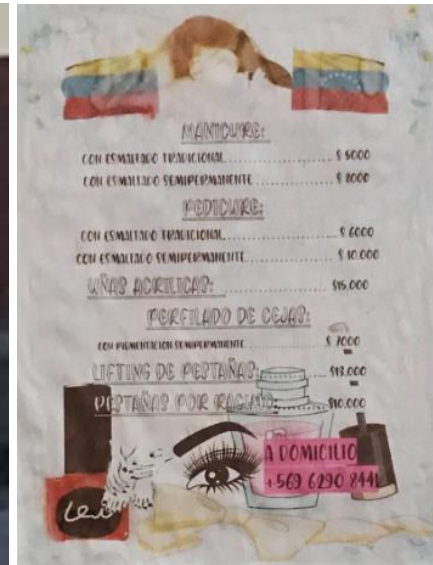 MANICURE:
CON ESMALTADO TRADICIONAL.................... $ 5000
CON ESMALTADO SEMIPERMANENTE.............. $ 8000
PEDICURE:
CON ESMALTADO TRADICIONAL.................... $ 6000
CON ESMALTADO SEMIPERMANENTE.............. $ 10.000
UÑAS ACRILICAS: ..................... $15.000
PERFILADO DE CEJAS:
CON PIGMENTACION SEMIPERMANENTE.............. $ 7000
LIFTING DE PESTAÑAS: ........... $13.000
PESTAÑAS POR RACIMO: ........... $10.000
A DOMICILIO
+569 6290 8441